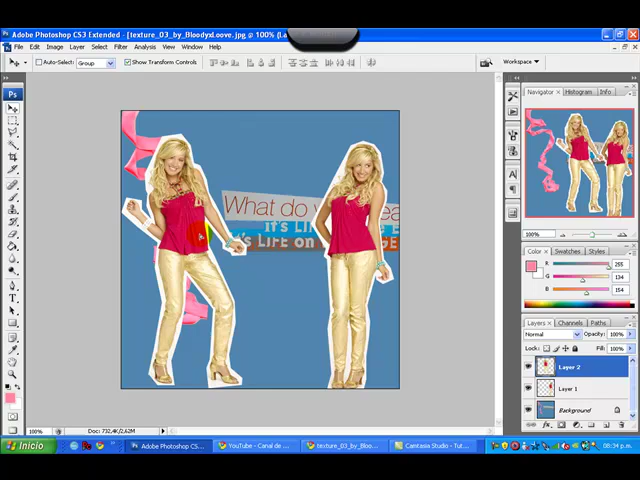 Adobe Photoshop CS3 Extended - [texture_03_by_Bloodyxl.oove.jpg @ 100% (La
File Edit Image Layer Select Filter Analysis View Window Help
Auto-Select: Group Show Transform Controls Workspace
Ps
Navigator Histogram Info
What do
It's LI
It's LIFE on
100%
Color Swatches Styles
R 255
G 134
B 154
Layers Channels Paths
Normal Opacity: 100%
Lock: Fill: 100%
Layer 2
Layer 1
Background
100% Doc: 732,4K/2,62M
Inicio Adobe Photoshop CS3 YouTube - Canal de texture_03_by_Bloo... Camtasia Studio - Tut... 08:34 p.m.